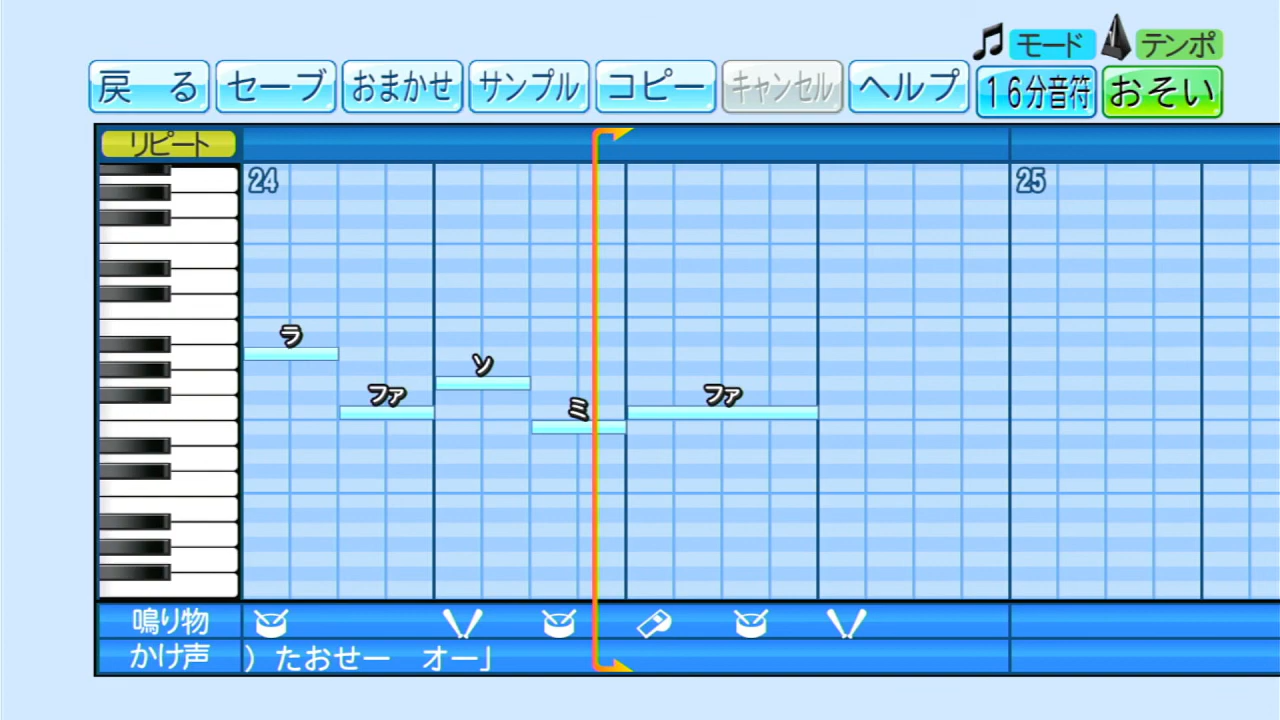 モード テンポ
戻る セーブ おまかせ サンプル コピー キャンセル ヘルプ 16分音符 おそい
リピート
24 25
ラ
ソ
ファ ファ
ミ
鳴り物
かけ声 ）たおせー オー」